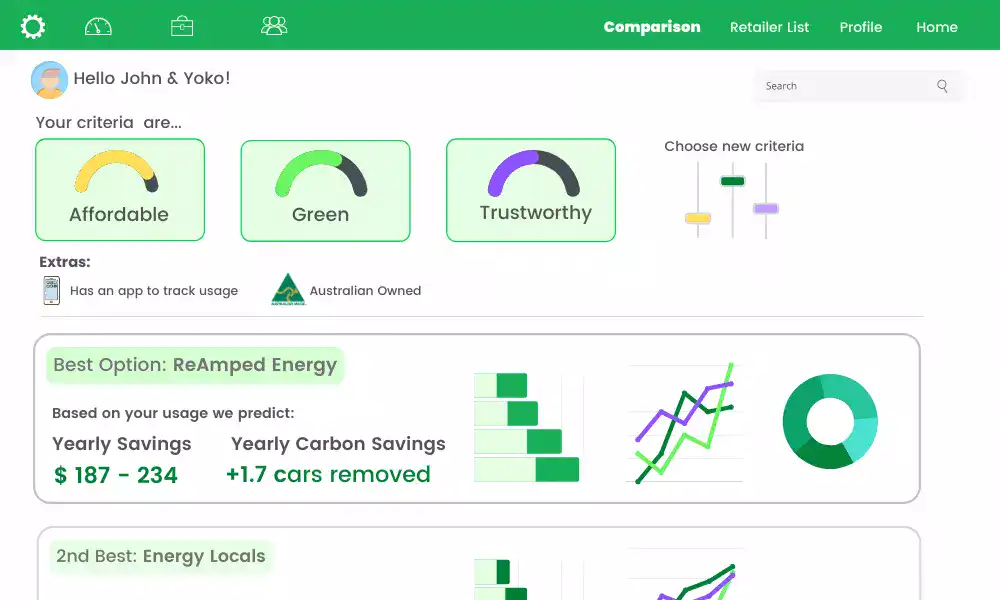 Comparison Retailer List Profile Home
Hello John & Yoko!
Search
Your criteria are...
Choose new criteria
Affordable Green Trustworthy
Extras:
Has an app to track usage Australian Owned
Best Option: ReAmped Energy
Based on your usage we predict:
Yearly Savings Yearly Carbon Savings
$ 187 - 234 +1.7 cars removed
2nd Best: Energy Locals